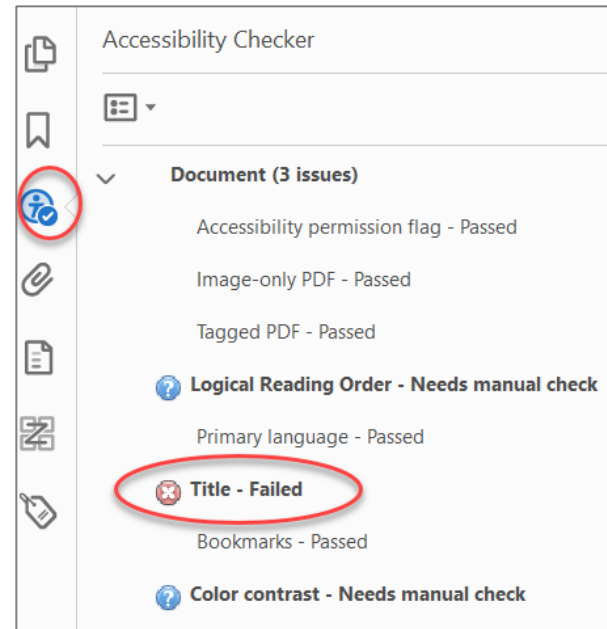 Accessibility Checker
Document (3 issues)
Accessibility permission flag - Passed
Image-only PDF - Passed
Tagged PDF - Passed
Logical Reading Order - Needs manual check
Primary language - Passed
Title - Failed
Bookmarks - Passed
Color contrast - Needs manual check